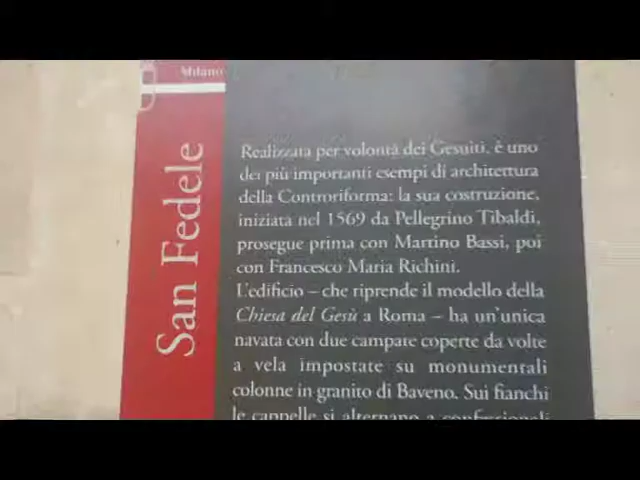 Milano
San Fedele
Realizzata per volontà dei Gesuiti, è uno
dei più importanti esempi di architettura
della Controriforma: la sua costruzione,
iniziata nel 1569 da Pellegrino Tibaldi,
prosegue prima con Martino Bassi, poi
con Francesco Maria Richini.
L'edificio – che riprende il modello della
Chiesa del Gesù a Roma – ha un'unica
navata con due campate coperte da volte
a vela impostate su monumentali
colonne in granito di Baveno. Sui fianchi
le cappelle si alternano a confessionali